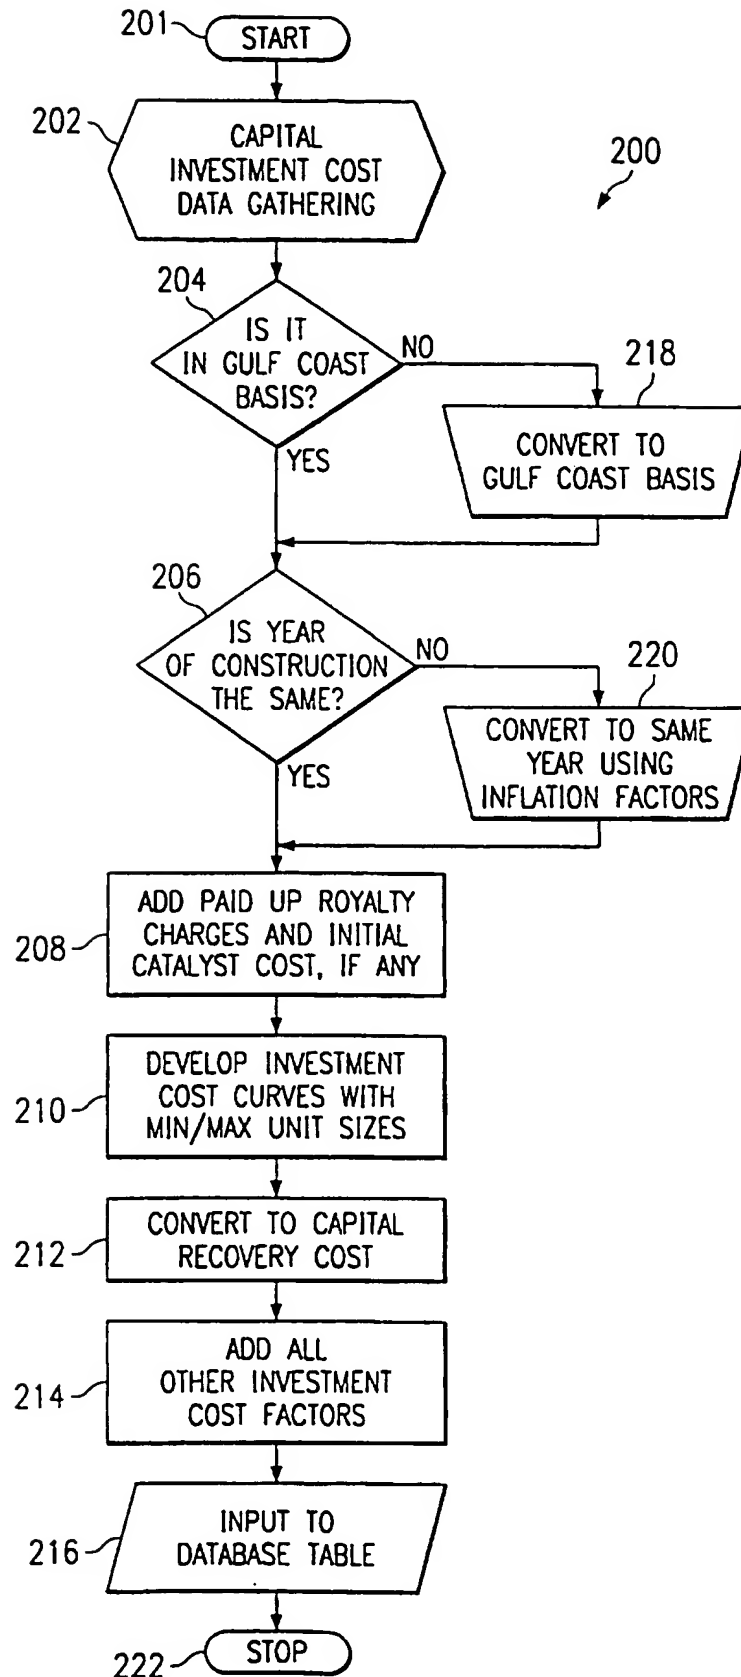 201
START
202
CAPITAL
INVESTMENT COST
DATA GATHERING
200
204
IS IT
IN GULF COAST
BASIS?
NO
YES
218
CONVERT TO
GULF COAST BASIS
206
IS YEAR
OF CONSTRUCTION
THE SAME?
NO
YES
220
CONVERT TO SAME
YEAR USING
INFLATION FACTORS
208
ADD PAID UP ROYALTY
CHARGES AND INITIAL
CATALYST COST, IF ANY
210
DEVELOP INVESTMENT
COST CURVES WITH
MIN/MAX UNIT SIZES
212
CONVERT TO CAPITAL
RECOVERY COST
214
ADD ALL
OTHER INVESTMENT
COST FACTORS
216
INPUT TO
DATABASE TABLE
222
STOP